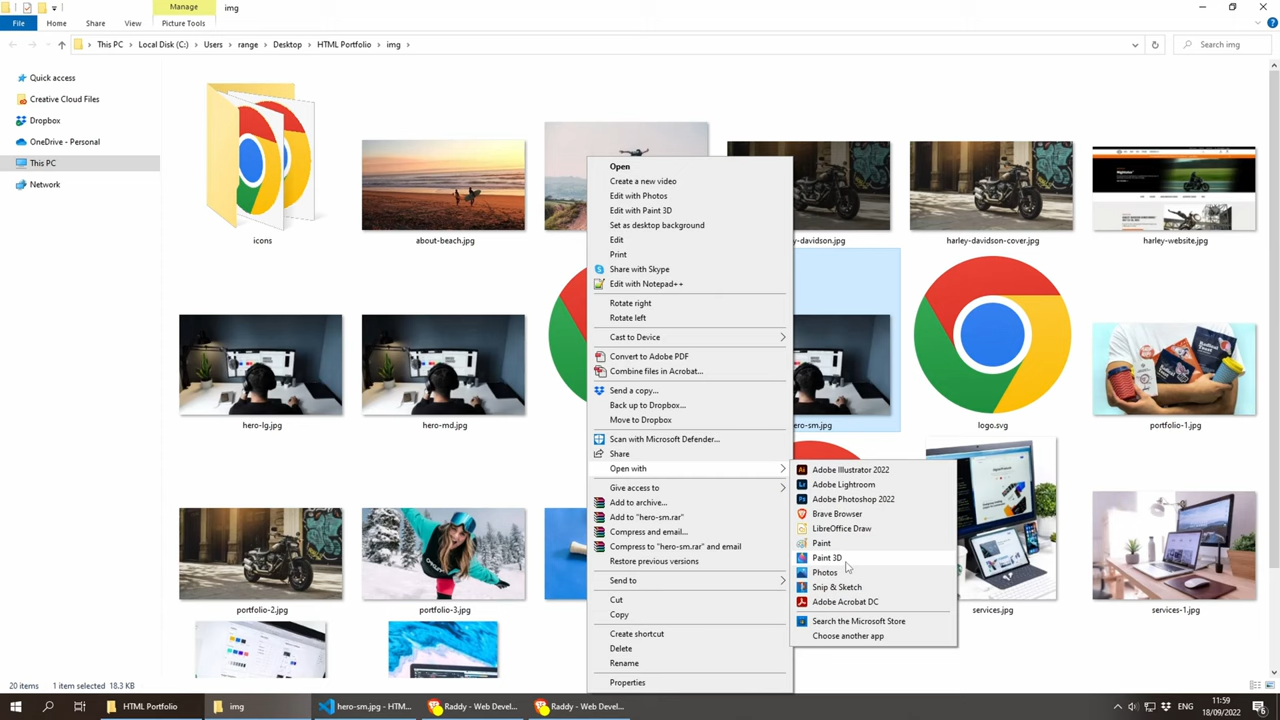 Manage
img
File
Home
Share
View
Picture Tools
This PC
Local Disk (C:)
Users
range
Desktop
HTML Portfolio
img
Search img
Quick access
Creative Cloud Files
Dropbox
OneDrive - Personal
This PC
Network
icons
about-beach.jpg
y-davidson.jpg
harley-davidson-cover.jpg
harley-website.jpg
hero-lg.jpg
hero-md.jpg
ero-sm.jpg
logo.svg
portfolio-1.jpg
portfolio-2.jpg
portfolio-3.jpg
services.jpg
services-1.jpg
Open
Create a new video
Edit with Photos
Edit with Paint 3D
Set as desktop background
Edit
Print
Share with Skype
Edit with Notepad++
Rotate right
Rotate left
Cast to Device
Convert to Adobe PDF
Combine files in Acrobat...
Send a copy...
Back up to Dropbox...
Move to Dropbox
Scan with Microsoft Defender...
Share
Open with
Give access to
Add to archive...
Add to "hero-sm.rar"
Compress and email...
Compress to "hero-sm.rar" and email
Restore previous versions
Send to
Cut
Copy
Create shortcut
Delete
Rename
Properties
Adobe Illustrator 2022
Adobe Lightroom
Adobe Photoshop 2022
Brave Browser
LibreOffice Draw
Paint
Paint 3D
Photos
Snip & Sketch
Adobe Acrobat DC
Search the Microsoft Store
Choose another app
20 items
1 item selected 18.3 KB
HTML Portfolio
img
hero-sm.jpg - HTM...
Raddy - Web Devel...
Raddy - Web Devel...
ENG
11:59
18/09/2022